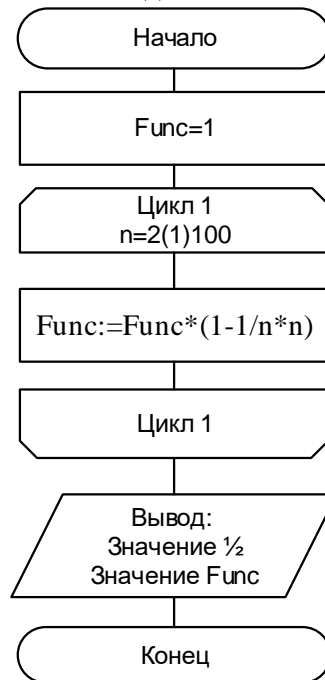 Начало
Func=1
Цикл 1
n=2(1)100
Func:=Func*(1-1/n*n)
Цикл 1
Вывод:
Значение ½
Значение Func
Конец